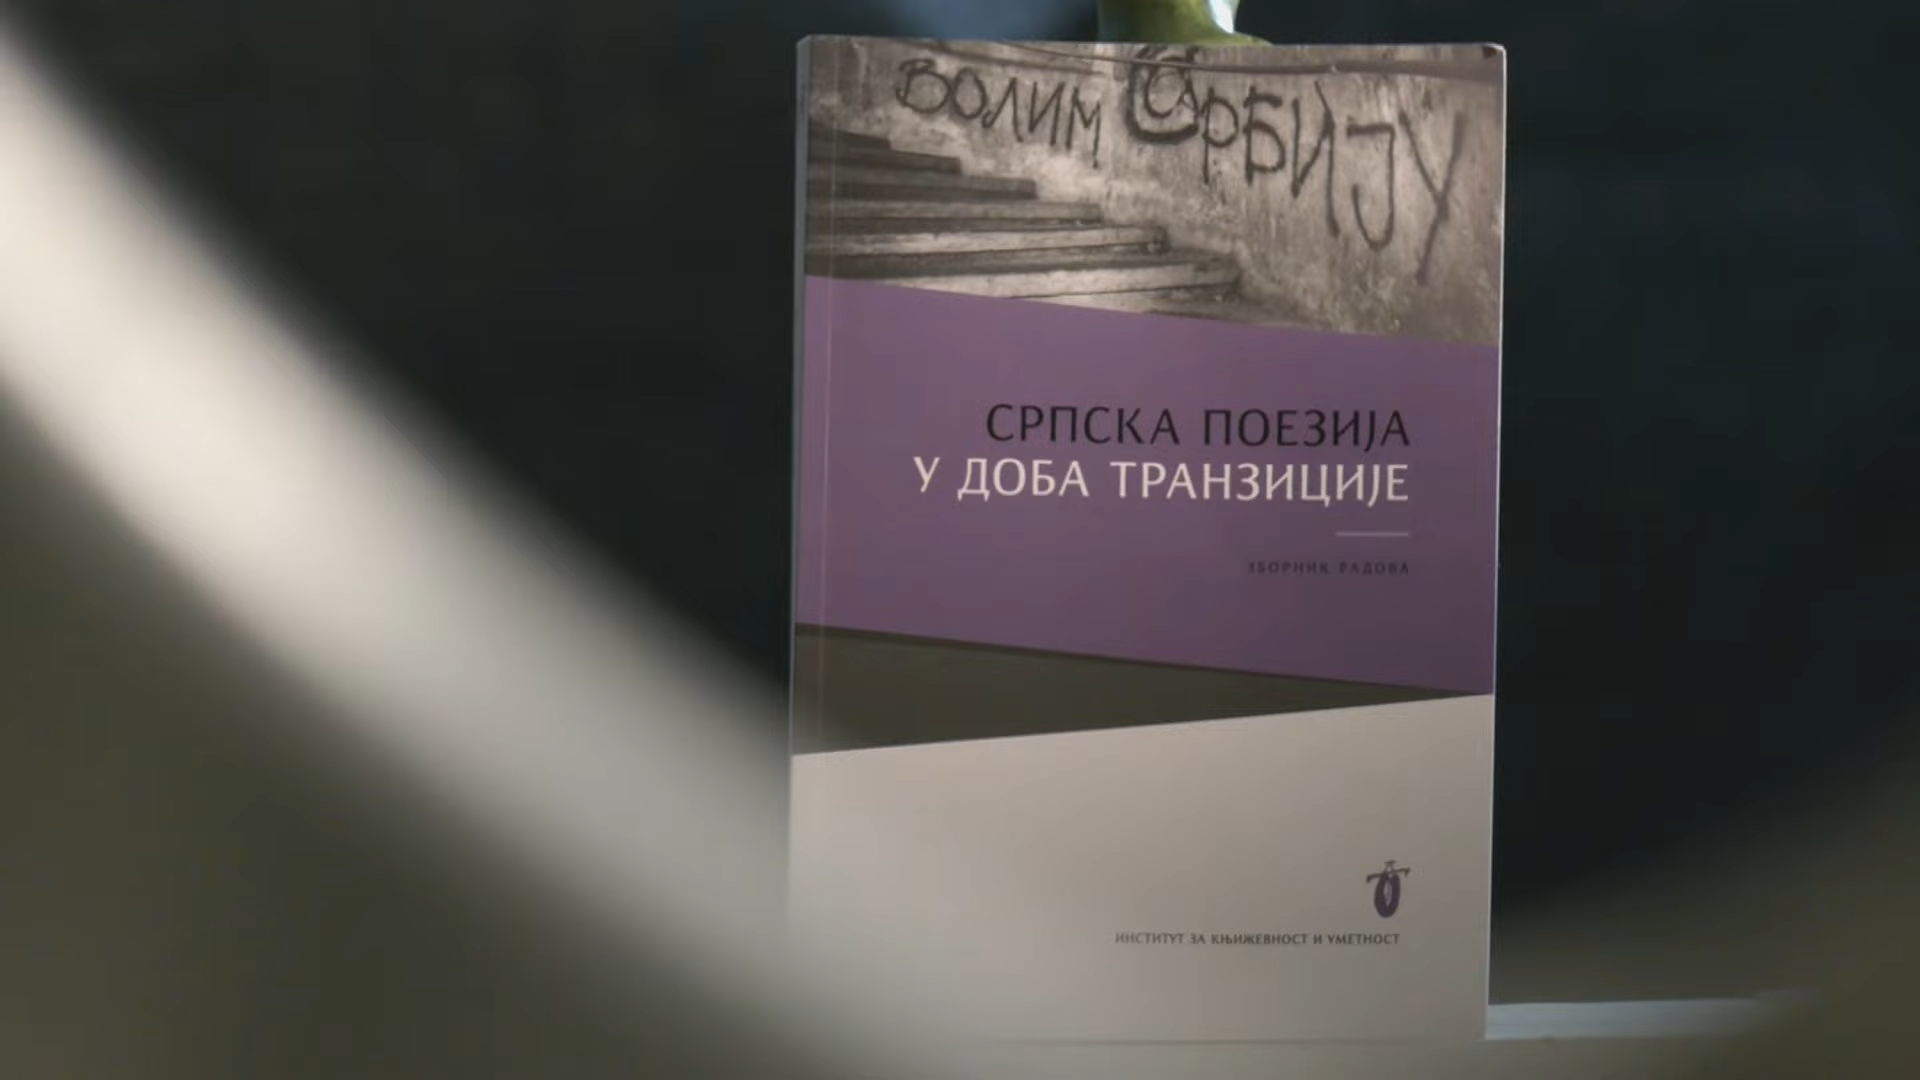 ВОЛИМ СРБИЈУ
СРПСКА ПОЕЗИЈА
У ДОБА ТРАНЗИЦИЈЕ
ЗБОРНИК РАДОВА
ИНСТИТУТ ЗА КЊИЖЕВНОСТ И УМЕТНОСТ